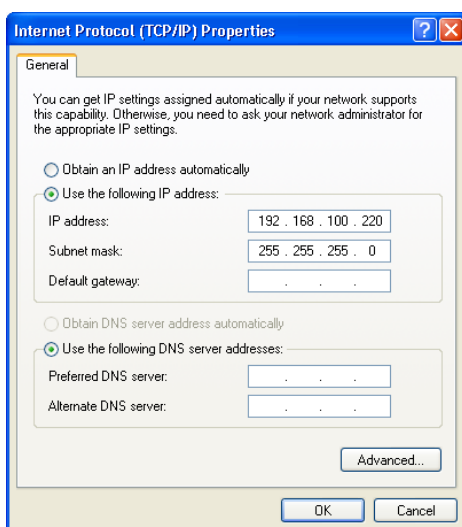 Internet Protocol (TCP/IP) Properties
General
You can get IP settings assigned automatically if your network supports
this capability. Otherwise, you need to ask your network administrator for
the appropriate IP settings.
Obtain an IP address automatically
Use the following IP address:
IP address: 192 . 168 . 100 . 220
Subnet mask: 255 . 255 . 255 . 0
Default gateway: . . .
Obtain DNS server address automatically
Use the following DNS server addresses:
Preferred DNS server: . . .
Alternate DNS server: . . .
Advanced...
OK Cancel